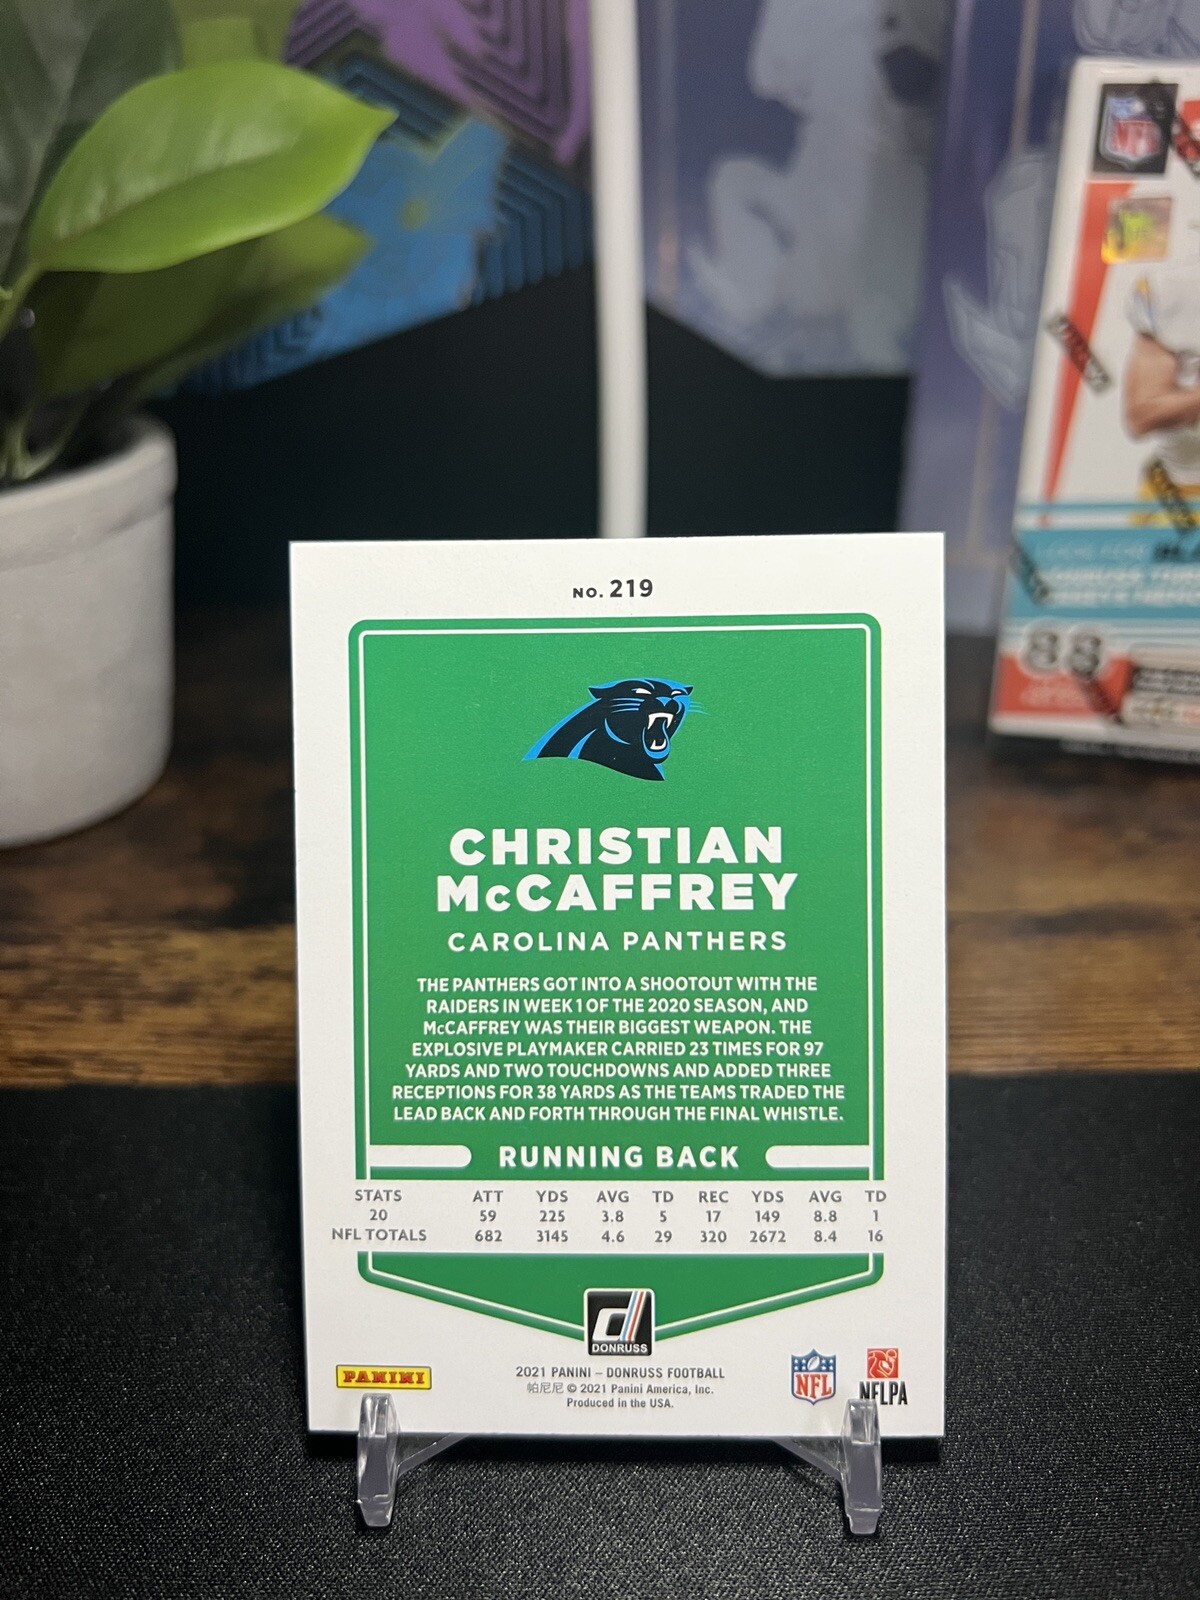 NFL
88
NO. 219
CHRISTIAN
McCAFFREY
CAROLINA PANTHERS
THE PANTHERS GOT INTO A SHOOTOUT WITH THE
RAIDERS IN WEEK 1 OF THE 2020 SEASON, AND
McCAFFREY WAS THEIR BIGGEST WEAPON. THE
EXPLOSIVE PLAYMAKER CARRIED 23 TIMES FOR 97
YARDS AND TWO TOUCHDOWNS AND ADDED THREE
RECEPTIONS FOR 38 YARDS AS THE TEAMS TRADED THE
LEAD BACK AND FORTH THROUGH THE FINAL WHISTLE.
RUNNING BACK
STATS ATT YDS AVG TD REC YDS AVG TD
20 59 225 3.8 5 17 149 8.8 1
NFL TOTALS 682 3145 4.6 29 320 2672 8.4 16
d
DONRUSS
PANINI
2021 PANINI – DONRUSS FOOTBALL
帕尼尼 © 2021 Panini America, Inc.
Produced in the USA.
NFL
NFLPA